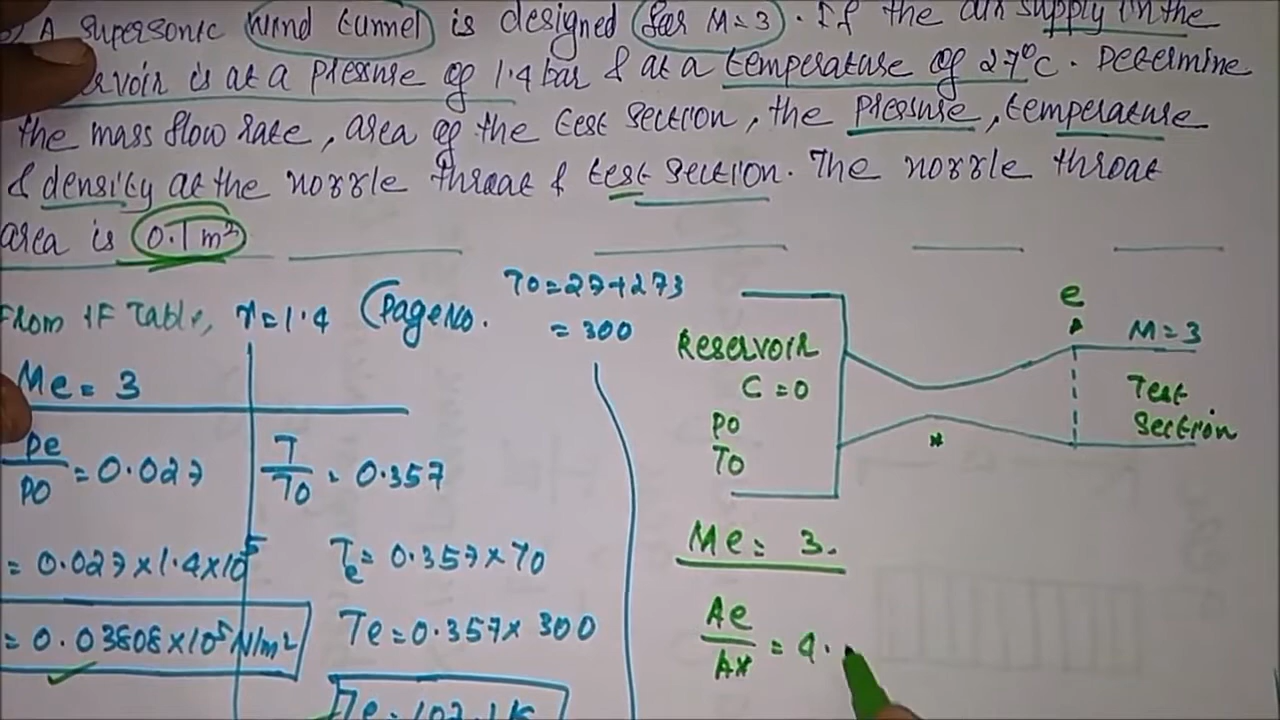 A supersonic wind tunnel is designed for M=3. If the air supply in the
ervoir is at a pressure of 1.4 bar & at a temperature of 27°C. Determine
the mass flow rate, area of the test section, the pressure, temperature
& density at the nozzle throat & test section. The nozzle throat
area is 0.1 m²
From IF Table, γ=1.4 (Page No.
T0=27+273
= 300
Me = 3
Pe/P0 = 0.027
T/T0 = 0.357
= 0.027×1.4×10⁵
Te = 0.357×T0
= 0.03808×10⁵ N/m²
Te = 0.357×300
Te = 107.1K
Reservoir
C = 0
P0
T0
*
e
M=3
Test
Section
Me = 3.
Ae/A* = 4.